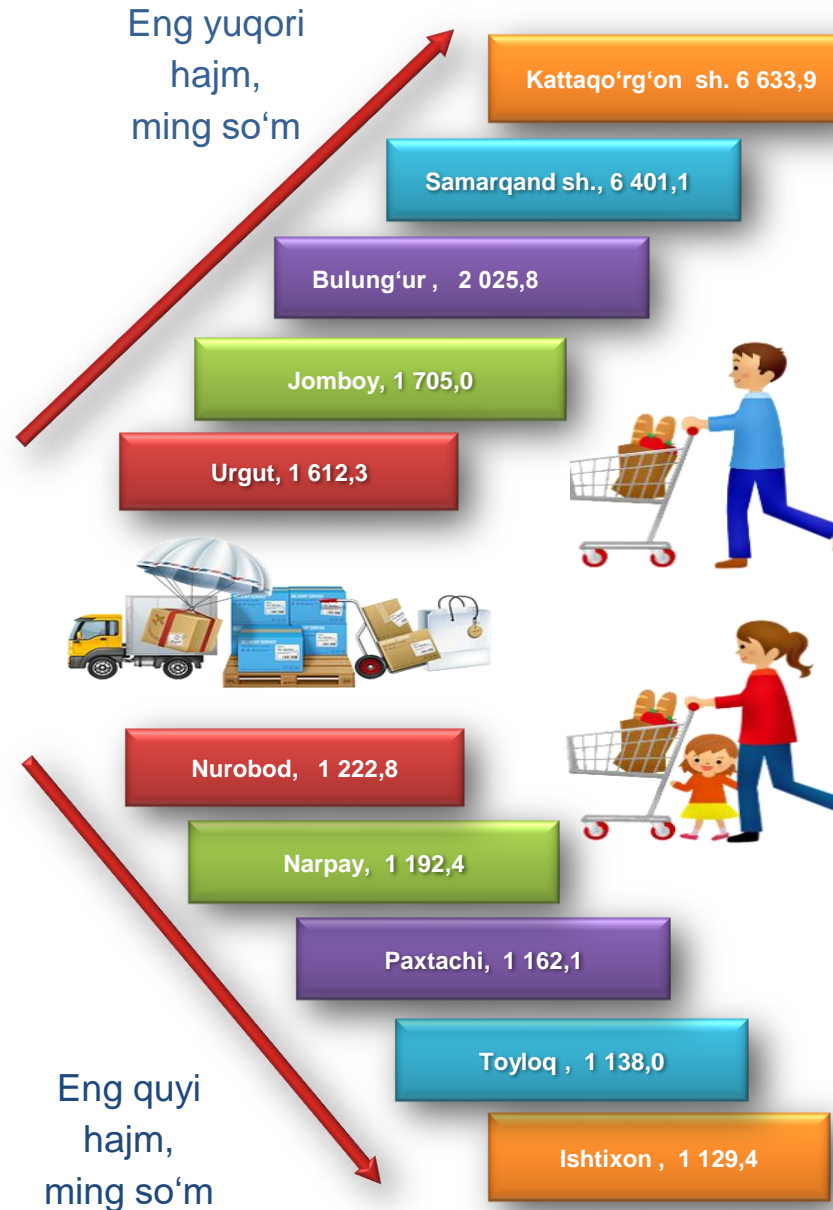 Eng yuqori
hajm,
ming so‘m
Kattaqo‘rg‘on sh. 6 633,9
Samarqand sh., 6 401,1
Bulung‘ur , 2 025,8
Jomboy, 1 705,0
Urgut, 1 612,3
Nurobod, 1 222,8
Narpay, 1 192,4
Paxtachi, 1 162,1
Toyloq , 1 138,0
Ishtixon , 1 129,4
Eng quyi
hajm,
ming so‘m